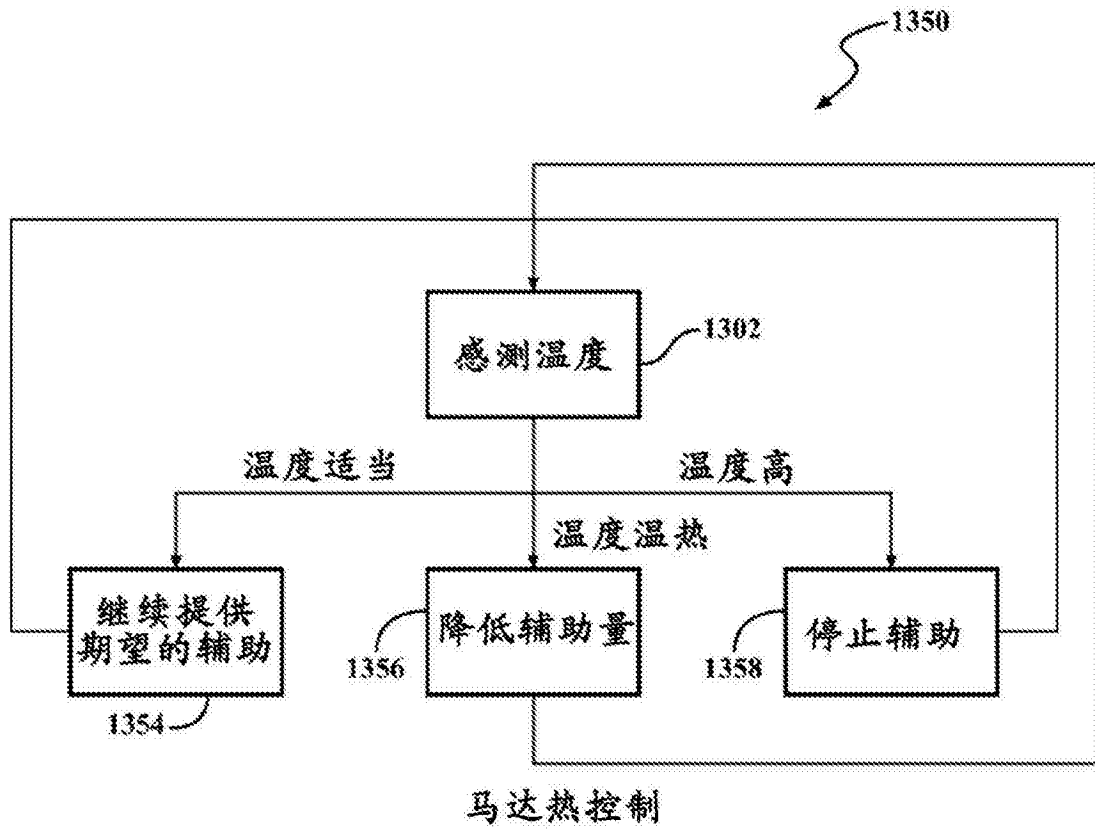 1350
感测温度
1302
温度适当
温度高
温度温热
继续提供
期望的辅助
1354
降低辅助量
1356
停止辅助
1358
马达热控制